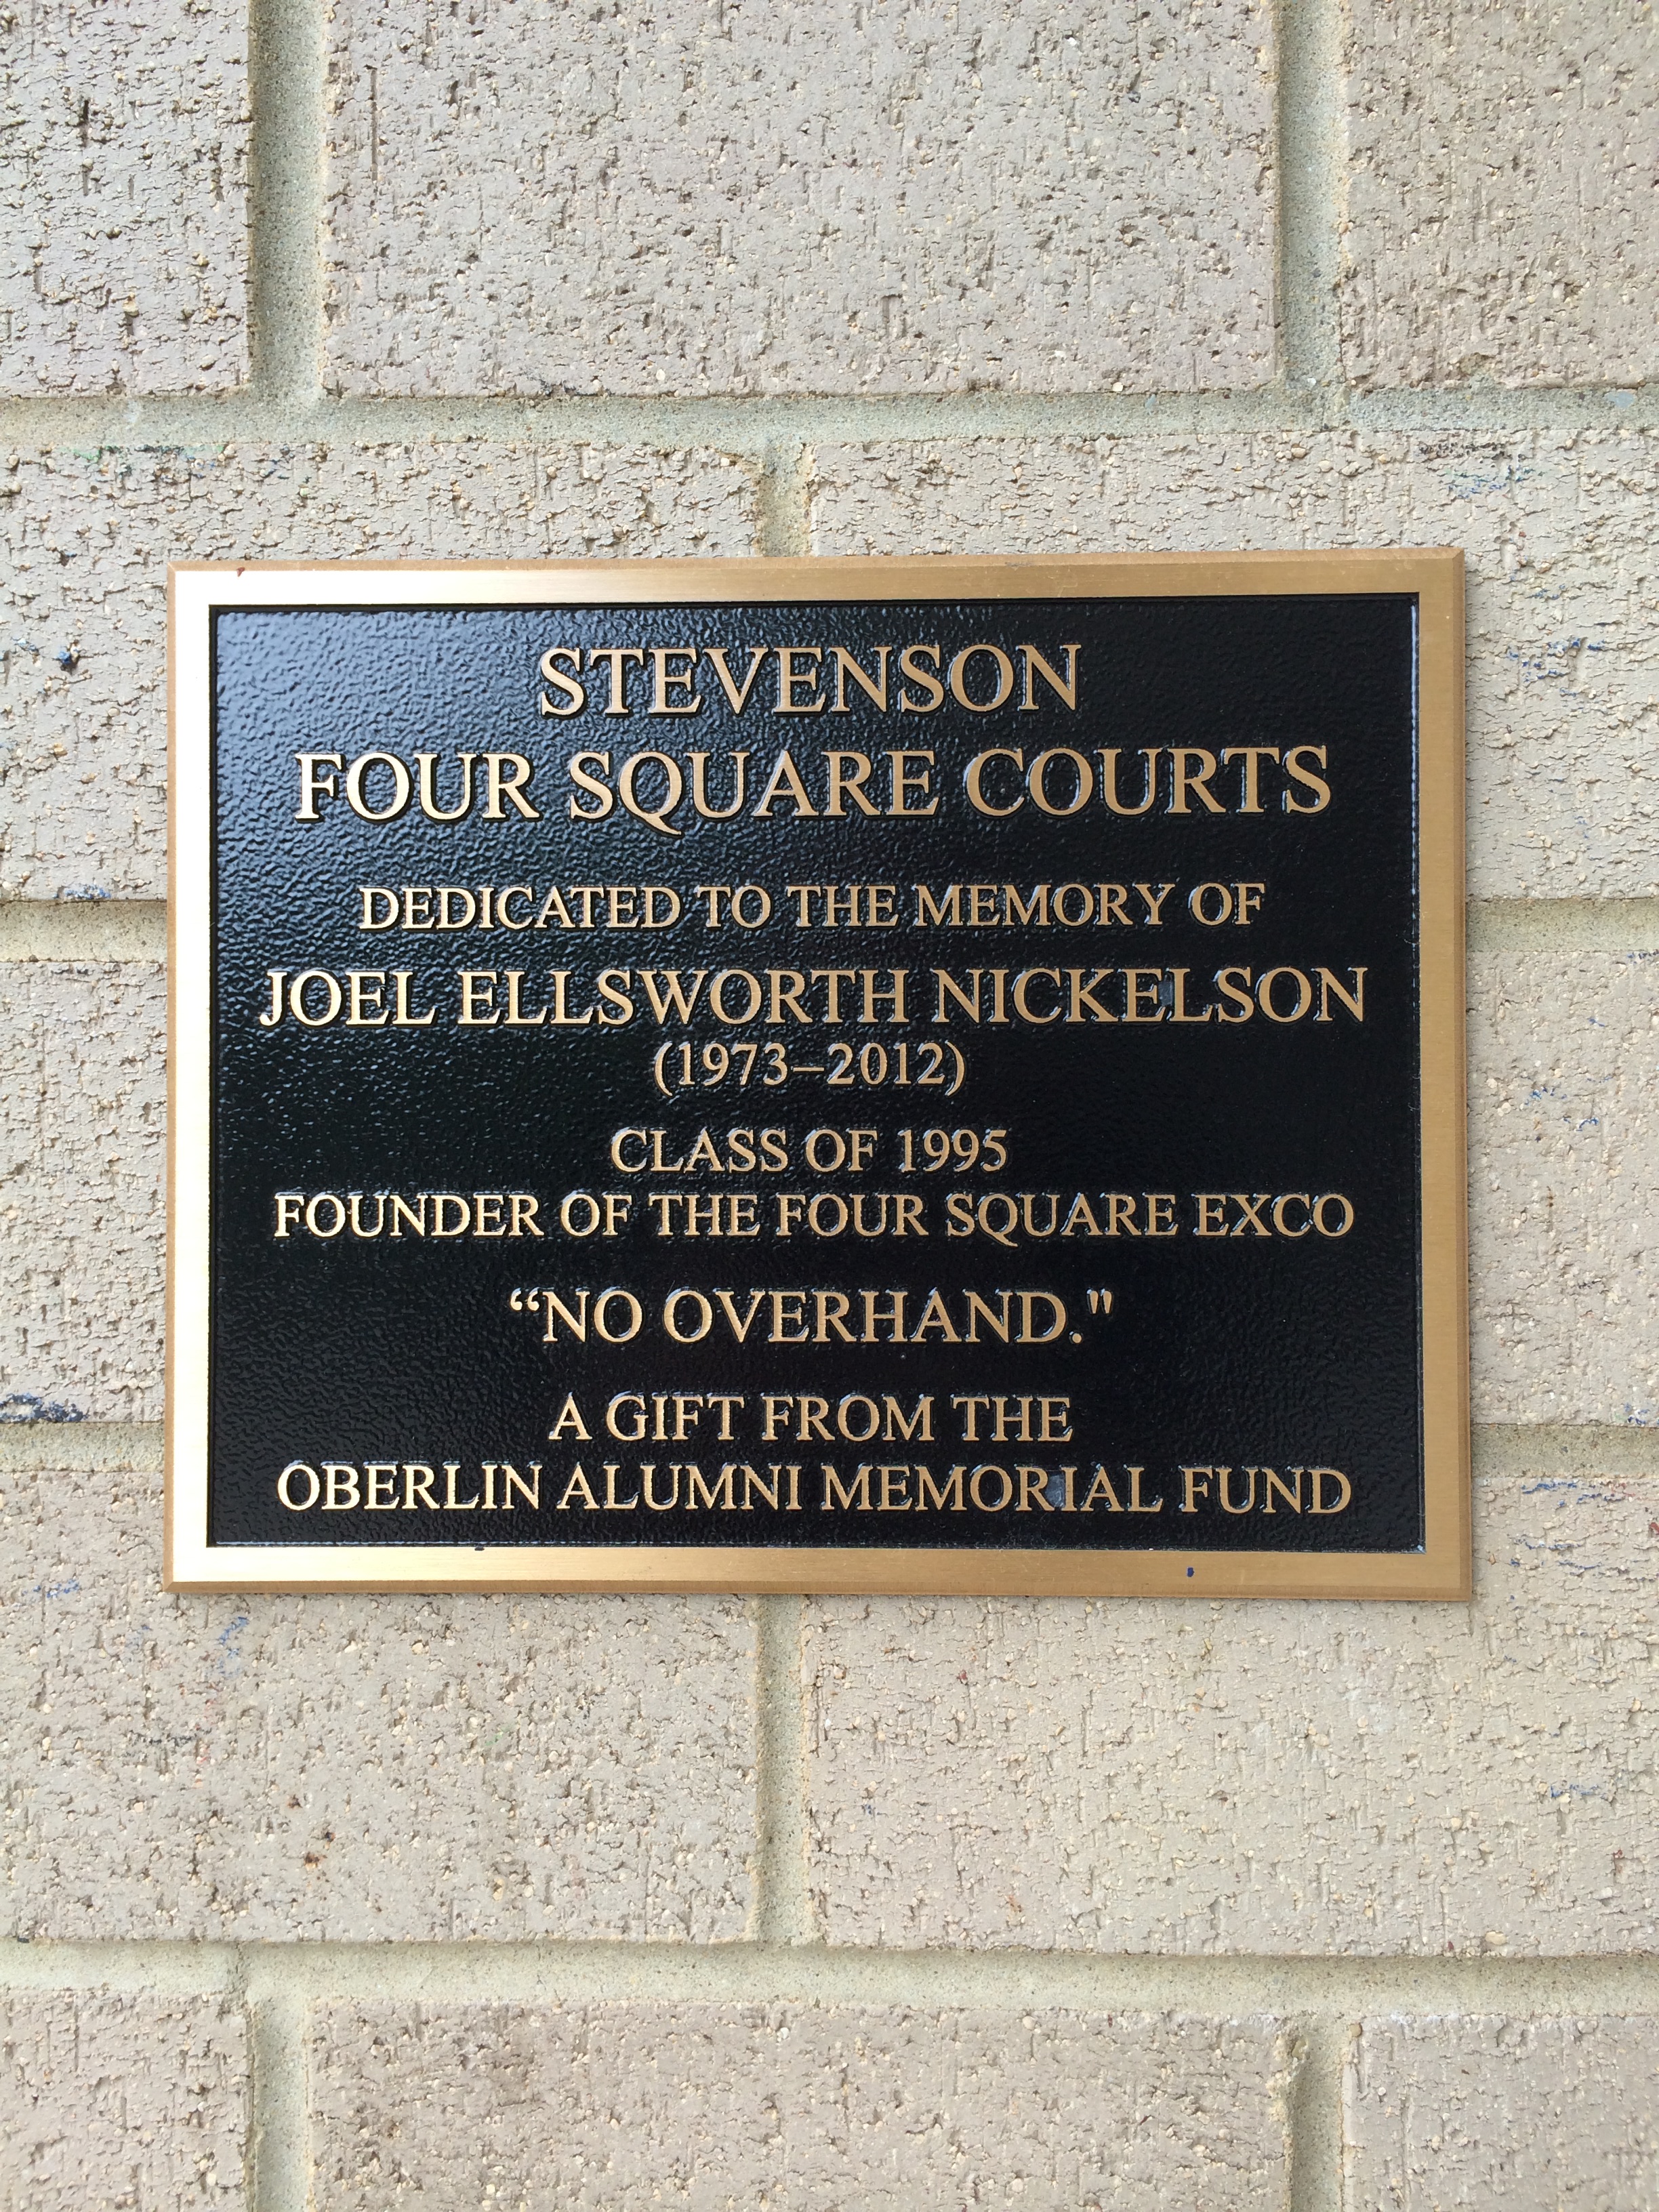 STEVENSON
FOUR SQUARE COURTS
DEDICATED TO THE MEMORY OF
JOEL ELLSWORTH NICKELSON
(1973–2012)
CLASS OF 1995
FOUNDER OF THE FOUR SQUARE EXCO
“NO OVERHAND."
A GIFT FROM THE
OBERLIN ALUMNI MEMORIAL FUND